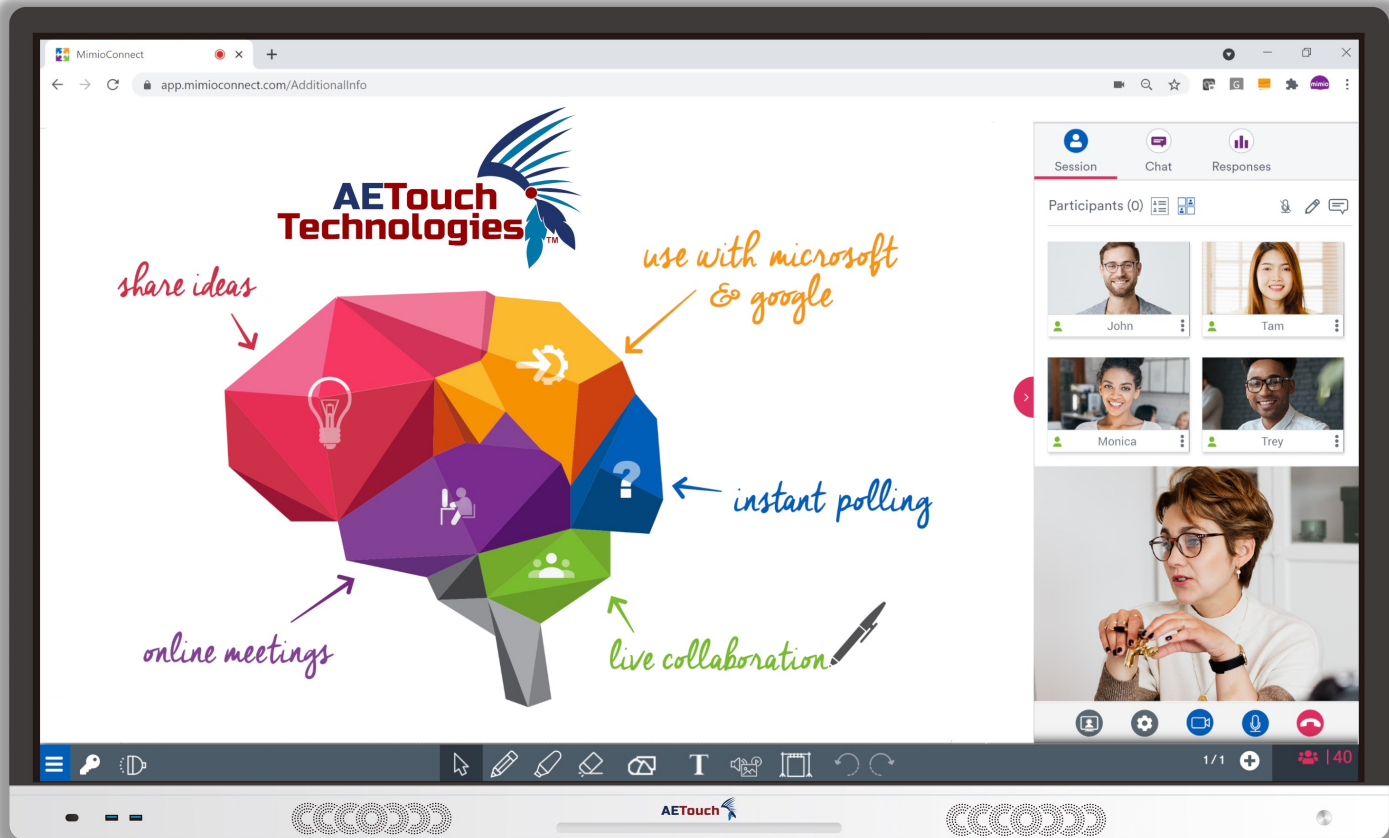 MimioConnect
app.mimioconnect.com/AdditionalInfo
G
mimio
AETouch
Technologies
TM
share ideas
use with microsoft
& google
instant polling
online meetings
live collaboration
Session
Chat
Responses
Participants (0)
John
Tam
Monica
Trey
T
1/1
40
AETouch